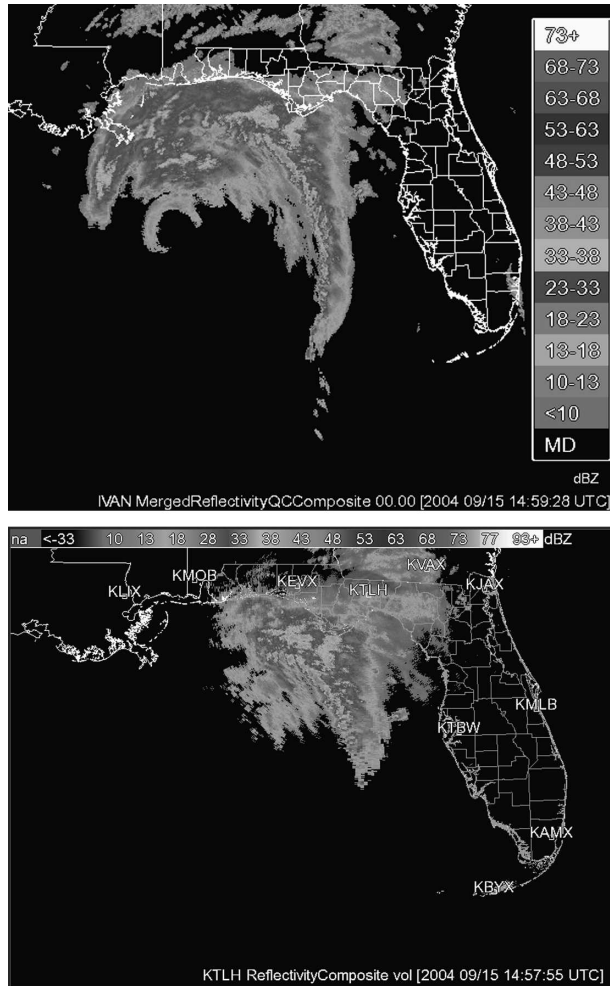 73+
68-73
63-68
53-63
48-53
43-48
38-43
33-38
23-33
18-23
13-18
10-13
<10
MD
dBZ
IVAN MergedReflectivityQCComposite 00.00 [2004 09/15 14:59:28 UTC]
na <-33 10 13 18 28 33 38 43 48 53 63 68 73 77 93+ dBZ
KVAX
KMOB
KEVX
KLIX
KTLH
KJAX
KMLB
KTBW
KAMX
KBYX
KTLH ReflectivityComposite vol [2004 09/15 14:57:55 UTC]